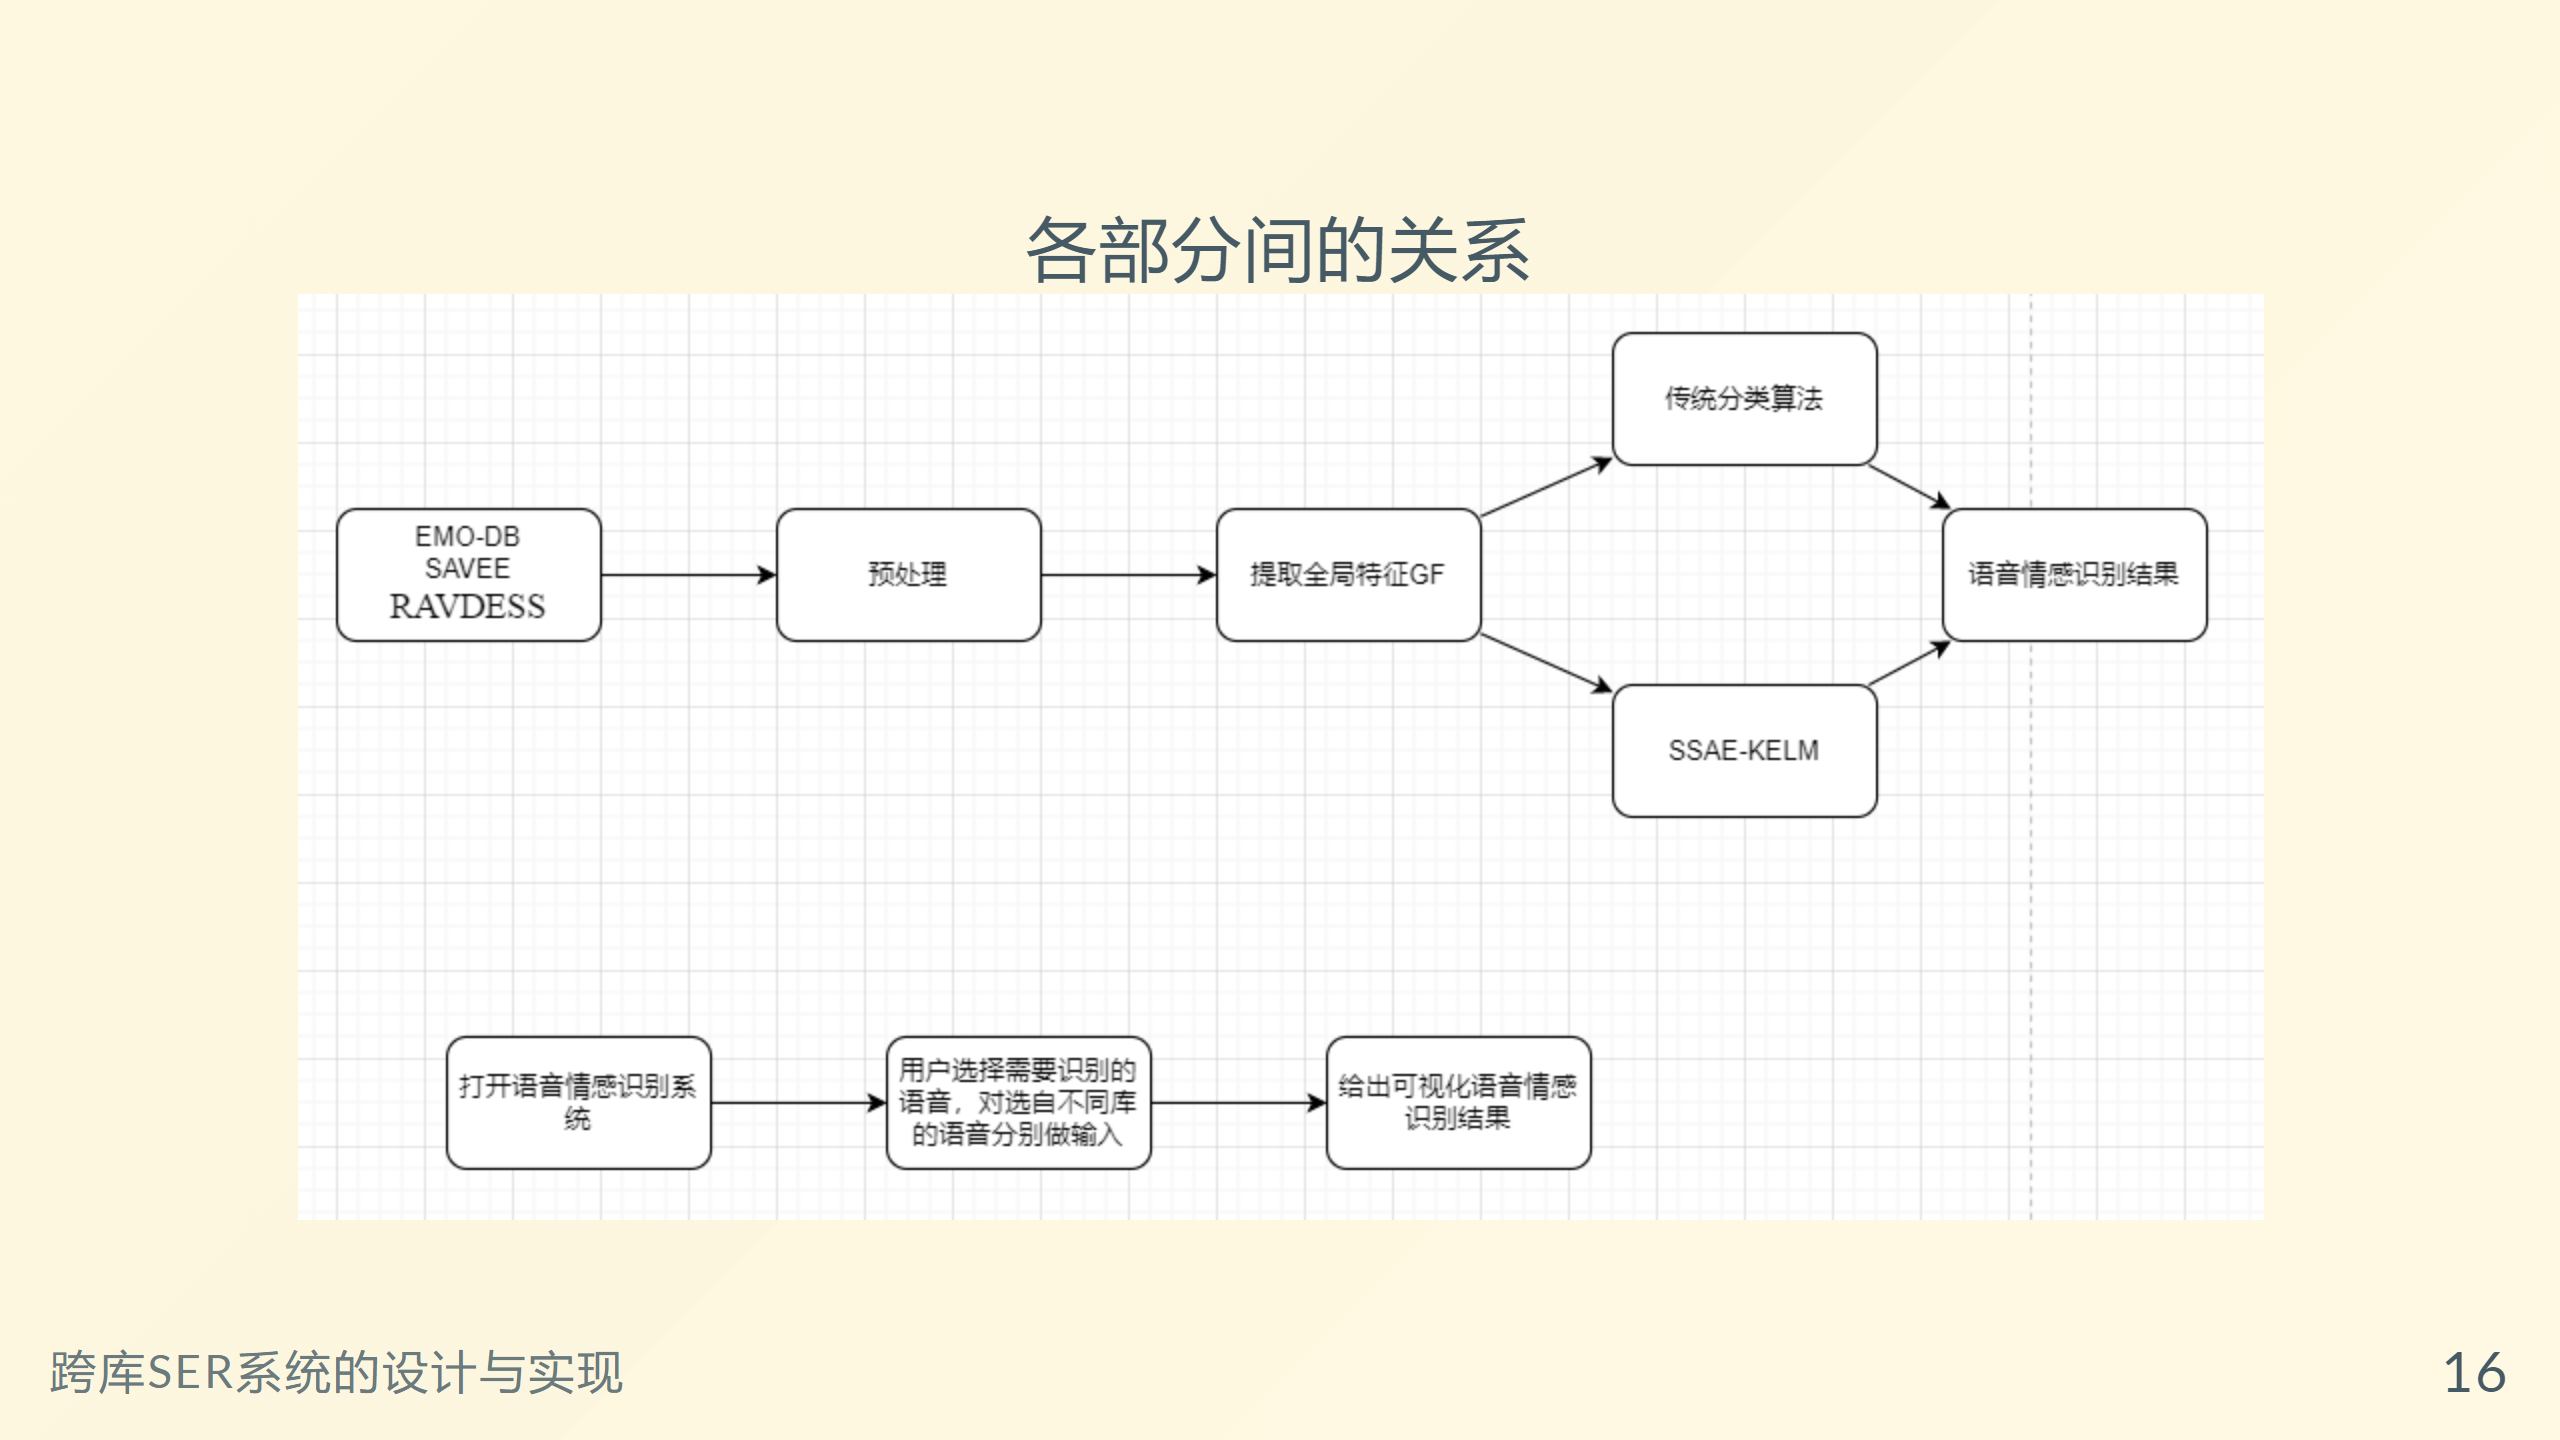 各部分间的关系
传统分类算法
EMO-DB
SAVEE
RAVDESS
预处理
提取全局特征GF
语音情感识别结果
SSAE-KELM
打开语音情感识别系
统
用户选择需要识别的
语音，对选自不同库
的语音分别做输入
给出可视化语音情感
识别结果
跨库SER系统的设计与实现
16